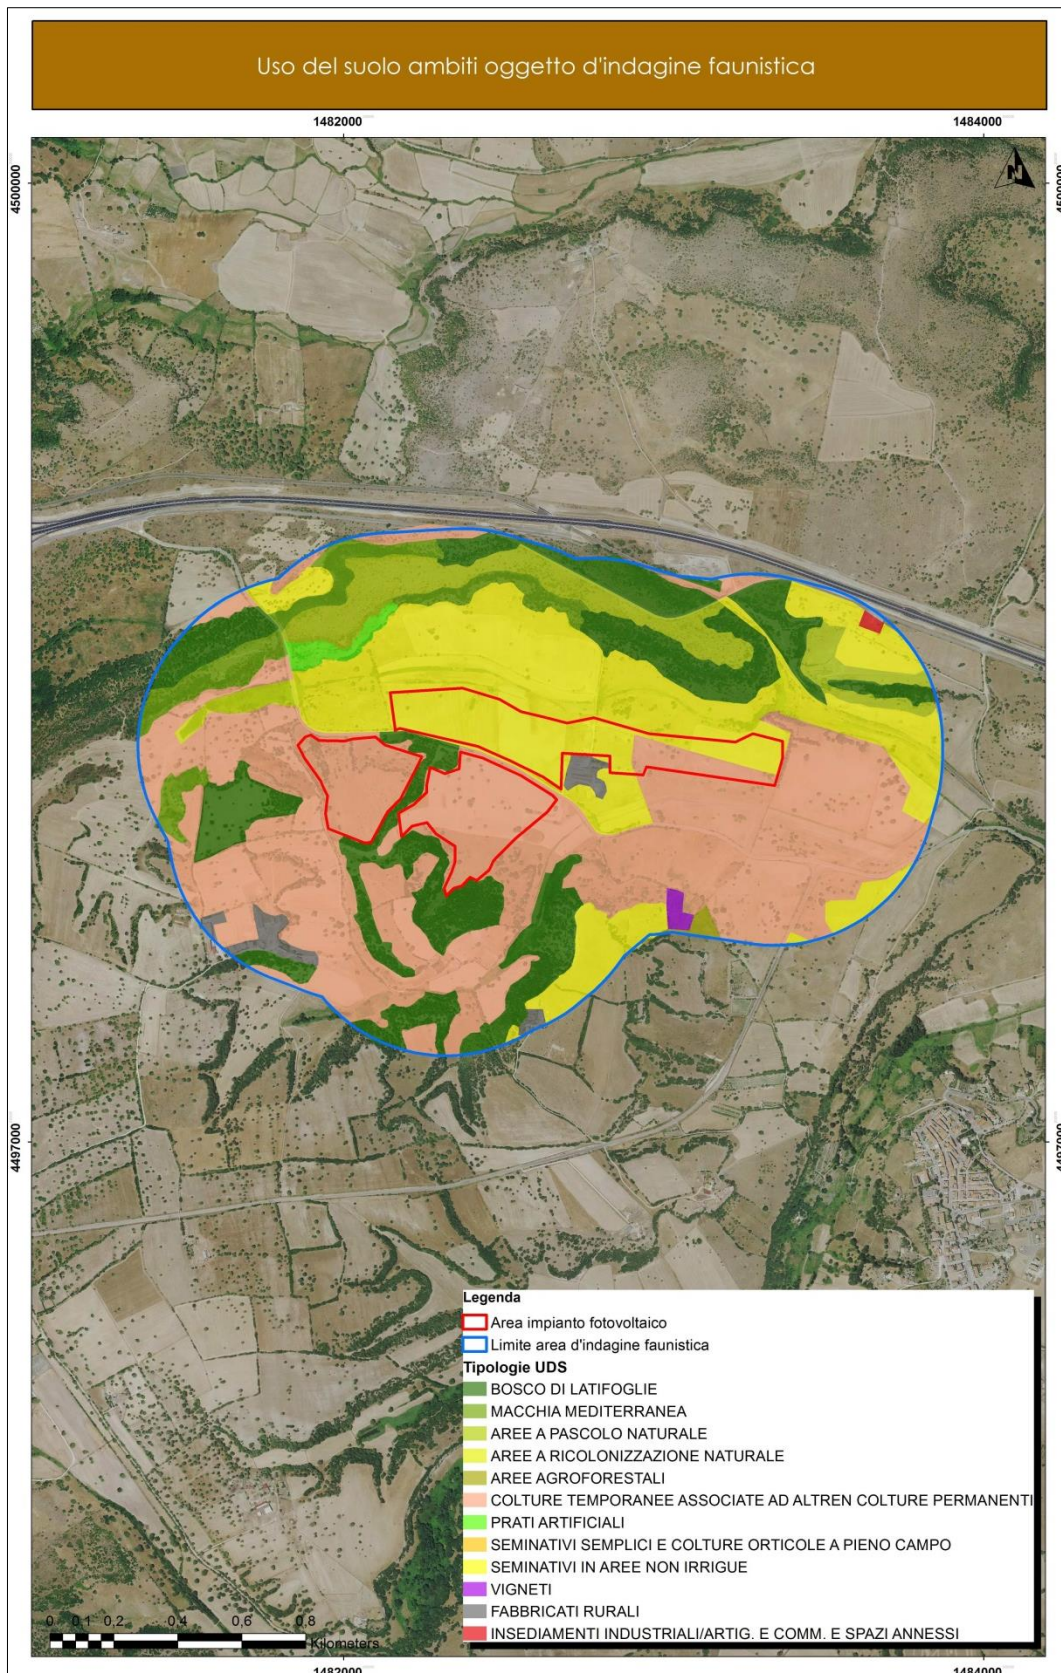 Uso del suolo ambiti oggetto d'indagine faunistica
1482000
1484000
4500000
4500000
N
4497000
4497000
Legenda
Area impianto fotovoltaico
Limite area d'indagine faunistica
Tipologie UDS
BOSCO DI LATIFOGLIE
MACCHIA MEDITERRANEA
AREE A PASCOLO NATURALE
AREE A RICOLONIZZAZIONE NATURALE
AREE AGROFORESTALI
COLTURE TEMPORANEE ASSOCIATE AD ALTREN COLTURE PERMANENTI
PRATI ARTIFICIALI
SEMINATIVI SEMPLICI E COLTURE ORTICOLE A PIENO CAMPO
SEMINATIVI IN AREE NON IRRIGUE
VIGNETI
FABBRICATI RURALI
INSEDIAMENTI INDUSTRIALI/ARTIG. E COMM. E SPAZI ANNESSI
0 0,1 0,2 0,4 0,6 0,8
Kilometers
1482000
1484000